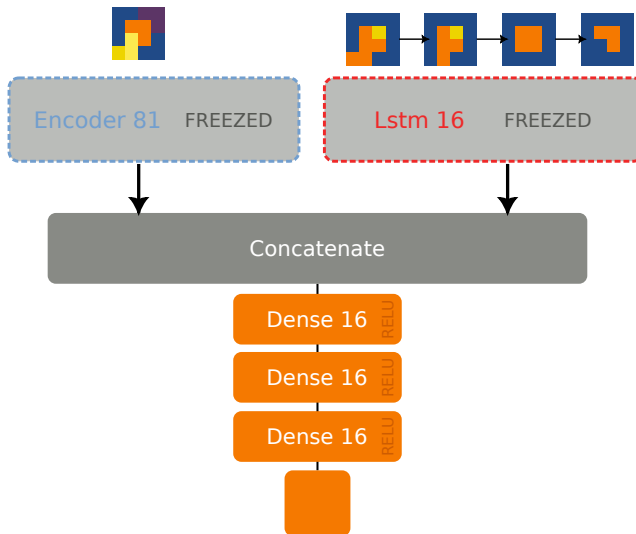 Encoder 81 FREEZED
Lstm 16 FREEZED
Concatenate
Dense 16 RELU
Dense 16 RELU
Dense 16 RELU